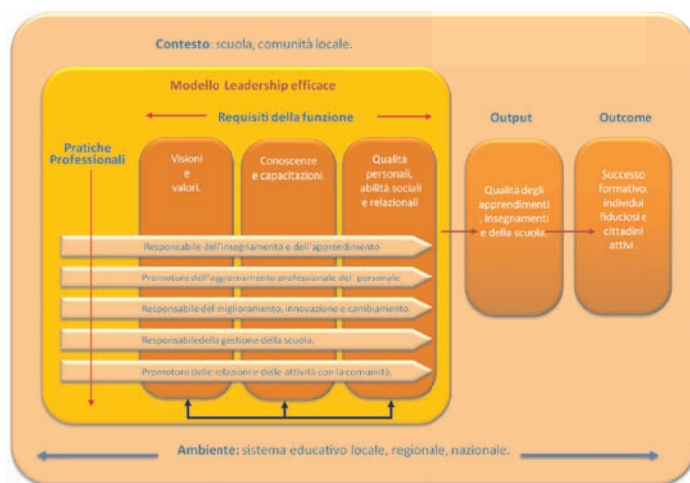 Contesto: scuola, comunità locale.
Modello Leadership efficace
Requisiti della funzione
Pratiche
Professionali
Visioni
e
valori.
Conoscenze
e capacitazioni.
Qualità
personali,
abilità sociali
e relazionali
Output
Outcome
Qualità degli
apprendimenti
, insegnamenti
e della scuola.
Successo
formativo,
individui
fiduciosi e
cittadini
attivi.
Responsabile dell'insegnamento e dell'apprendimento
Promotore dell'aggiornamento professionale del personale
Responsabile del miglioramento, innovazione e cambiamento.
Responsabiledella gestione della scuola.
Promotore delle relazioni e delle attività con la comuinità.
Ambiente: sistema educativo locale, regionale, nazionale.